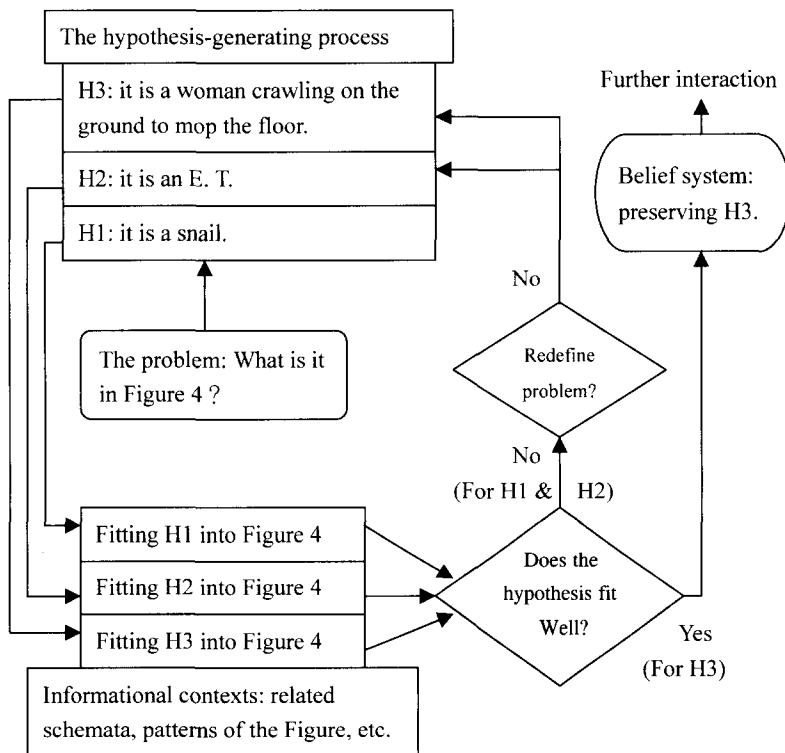 The hypothesis-generating process
H3: it is a woman crawling on the
ground to mop the floor.
H2: it is an E. T.
H1: it is a snail.
The problem: What is it
in Figure 4 ?
Further interaction
Belief system:
preserving H3.
No
Redefine
problem?
No
(For H1 & H2)
Fitting H1 into Figure 4
Fitting H2 into Figure 4
Fitting H3 into Figure 4
Informational contexts: related
schemata, patterns of the Figure, etc.
Does the
hypothesis fit
Well?
Yes
(For H3)